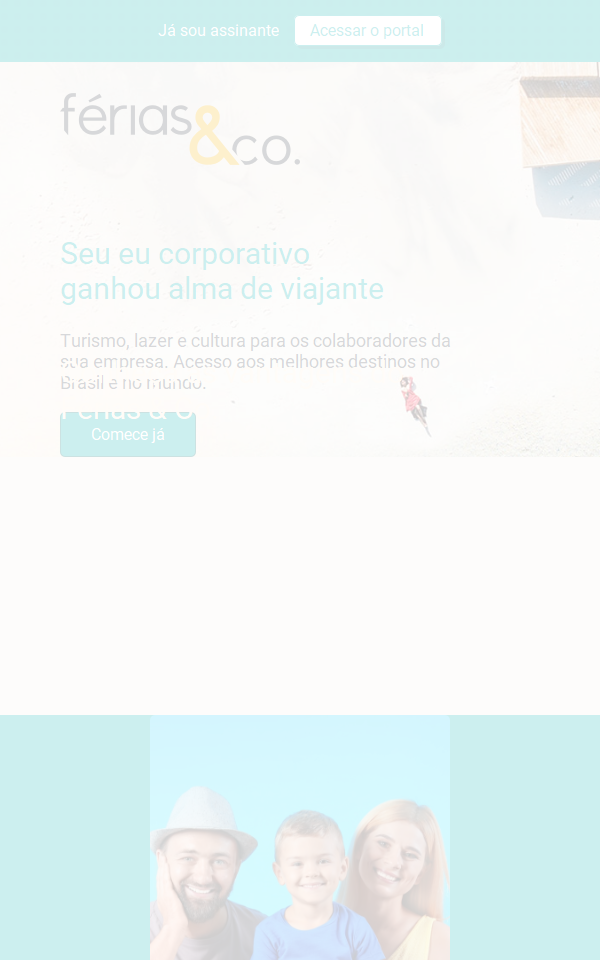 Já sou assinante
Acessar o portal
férias&co.
Seu eu corporativo
ganhou alma de viajante
Turismo, lazer e cultura para os colaboradores da
sua empresa. Acesso aos melhores destinos no
Brasil e no mundo.
Férias &
Comece já